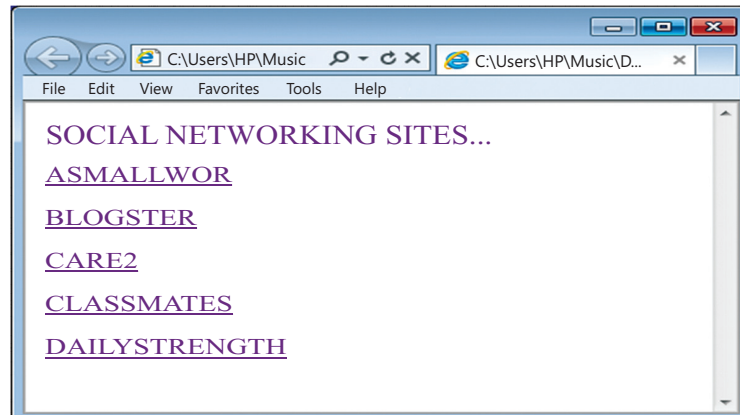 C:\Users\HP\Music
C:\Users\HP\Music\D...
File Edit View Favorites Tools Help
SOCIAL NETWORKING SITES...
ASMALLWOR
BLOGSTER
CARE2
CLASSMATES
DAILYSTRENGTH